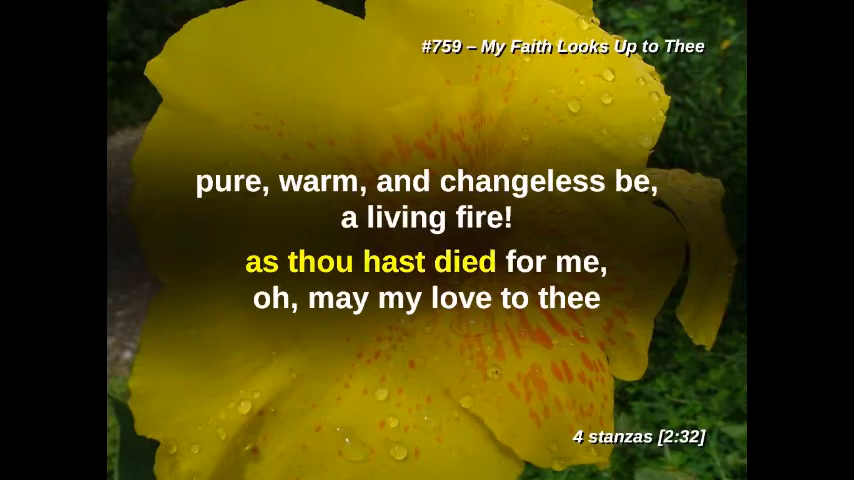 #759 – My Faith Looks Up to Thee
pure, warm, and changeless be,
a living fire!
as thou hast died for me,
oh, may my love to thee
4 stanzas [2:32]